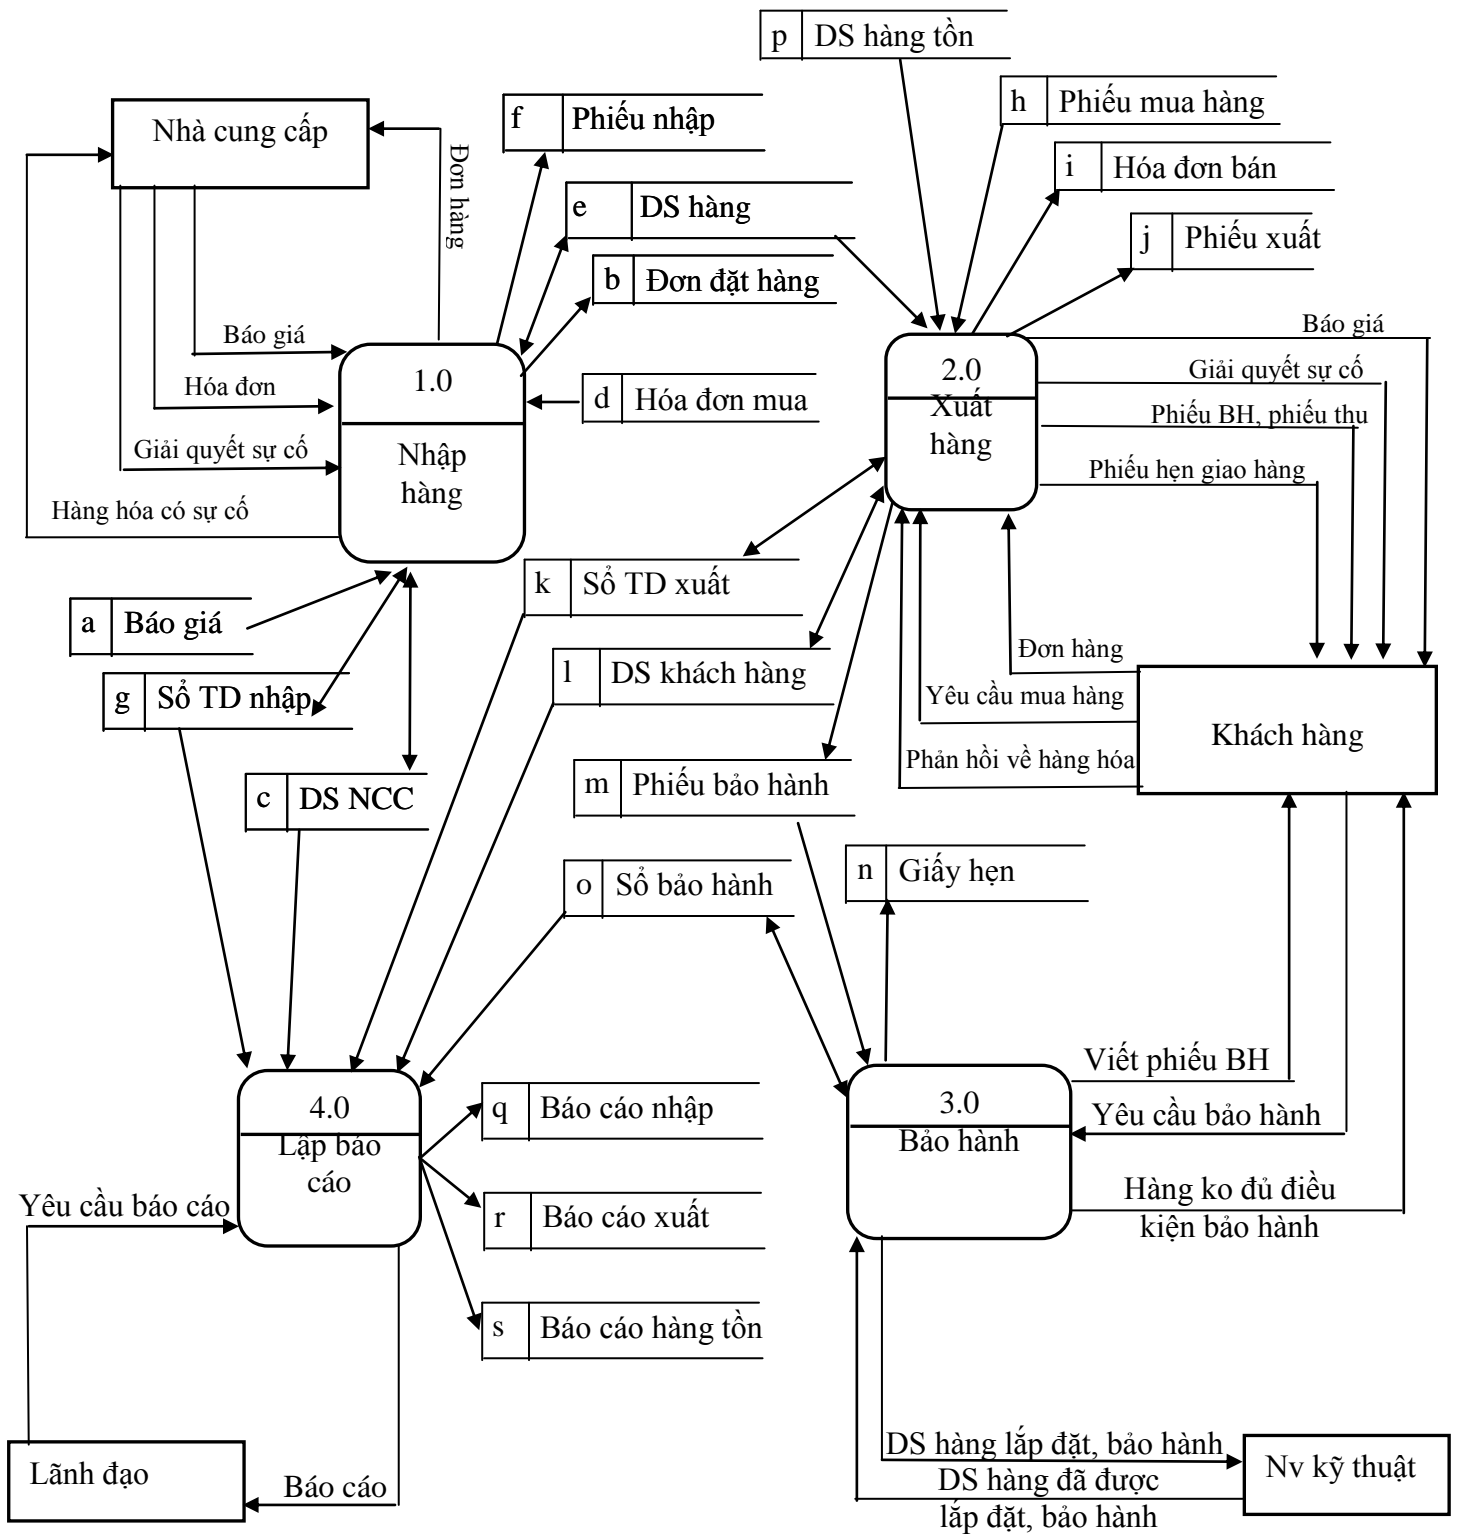 p DS hàng tồn
h Phiếu mua hàng
f Phiếu nhập
Nhà cung cấp
i Hóa đơn bán
Đơn hàng
e DS hàng
j Phiếu xuất
b Đơn đặt hàng
Báo giá
Báo giá
1.0
2.0
Giải quyết sự cố
Hóa đơn
d Hóa đơn mua
Xuất
hàng
Phiếu BH, phiếu thu
Giải quyết sự cố
Nhập
hàng
Phiếu hẹn giao hàng
Hàng hóa có sự cố
k Sổ TD xuất
a Báo giá
Đơn hàng
l DS khách hàng
g Sổ TD nhập
Yêu cầu mua hàng
Khách hàng
Phản hồi về hàng hóa
m Phiếu bảo hành
c DS NCC
n Giấy hẹn
o Sổ bảo hành
Viết phiếu BH
4.0
Lập báo
cáo
q Báo cáo nhập
3.0
Bảo hành
Yêu cầu bảo hành
Yêu cầu báo cáo
r Báo cáo xuất
Hàng ko đủ điều
kiện bảo hành
s Báo cáo hàng tồn
DS hàng lắp đặt, bảo hành
Nv kỹ thuật
Lãnh đạo
Báo cáo
DS hàng đã được
lắp đặt, bảo hành